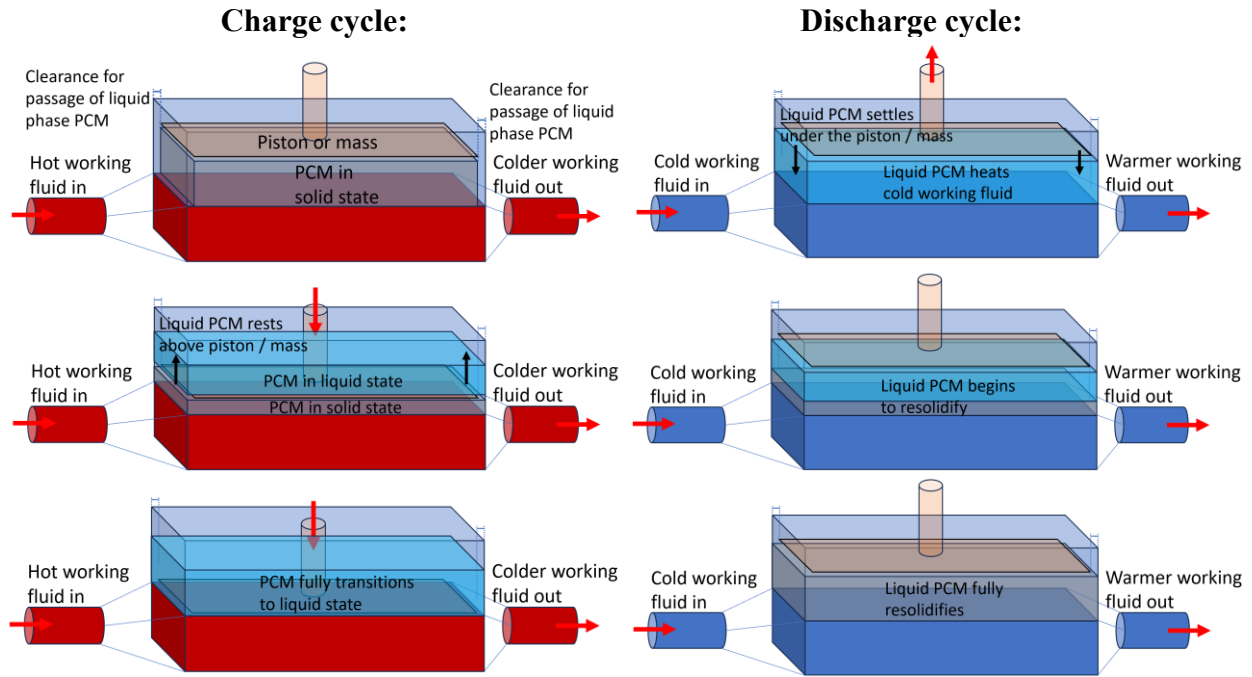 Charge cycle:
Discharge cycle:
Clearance for
passage of liquid
phase PCM
Clearance for
passage of liquid
phase PCM
Piston or mass
PCM in
solid state
Hot working
fluid in
Colder working
fluid out
Liquid PCM settles
under the piston / mass
Liquid PCM heats
cold working fluid
Cold working
fluid in
Warmer working
fluid out
Liquid PCM rests
above piston / mass
PCM in liquid state
PCM in solid state
Hot working
fluid in
Colder working
fluid out
Liquid PCM begins
to resolidify
Cold working
fluid in
Warmer working
fluid out
PCM fully transitions
to liquid state
Hot working
fluid in
Colder working
fluid out
Liquid PCM fully
resolidifies
Cold working
fluid in
Warmer working
fluid out